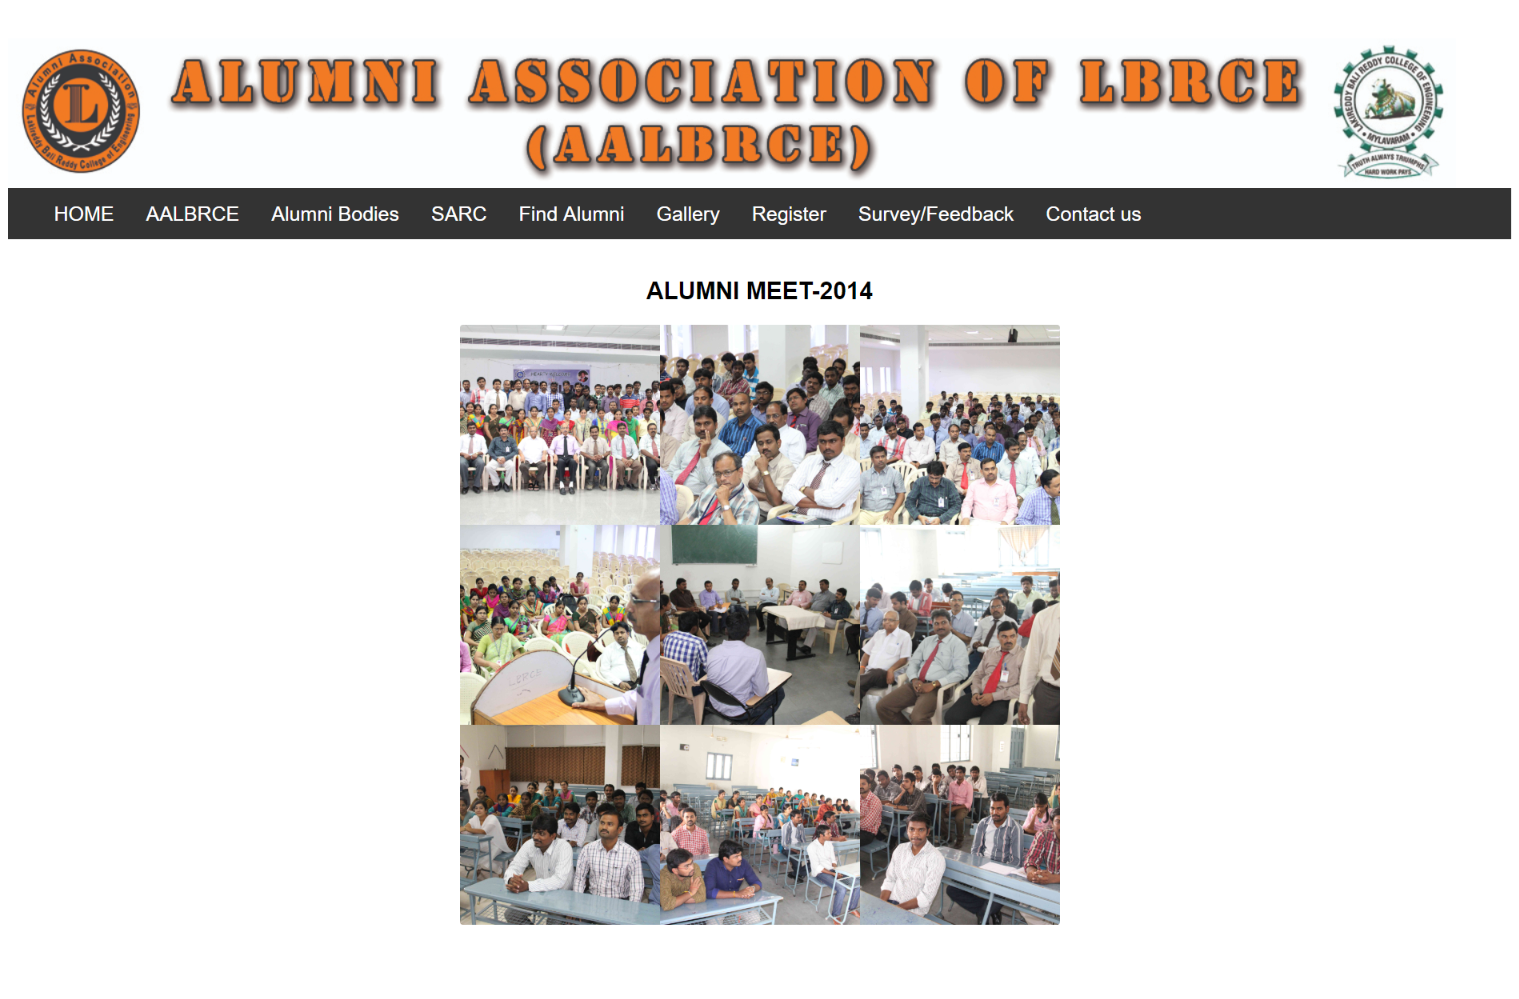 Alumni Association
L
Lakireddy Bali Reddy College of Engineering
ALUMNI ASSOCIATION OF LBRCE
(AALBRCE)
LAKIREDDY BALI REDDY COLLEGE OF ENGINEERING
MYLAVARAM
TRUTH ALWAYS TRIUMPHS
HARD WORK PAYS
HOME AALBRCE Alumni Bodies SARC Find Alumni Gallery Register Survey/Feedback Contact us
ALUMNI MEET-2014
LBRCE